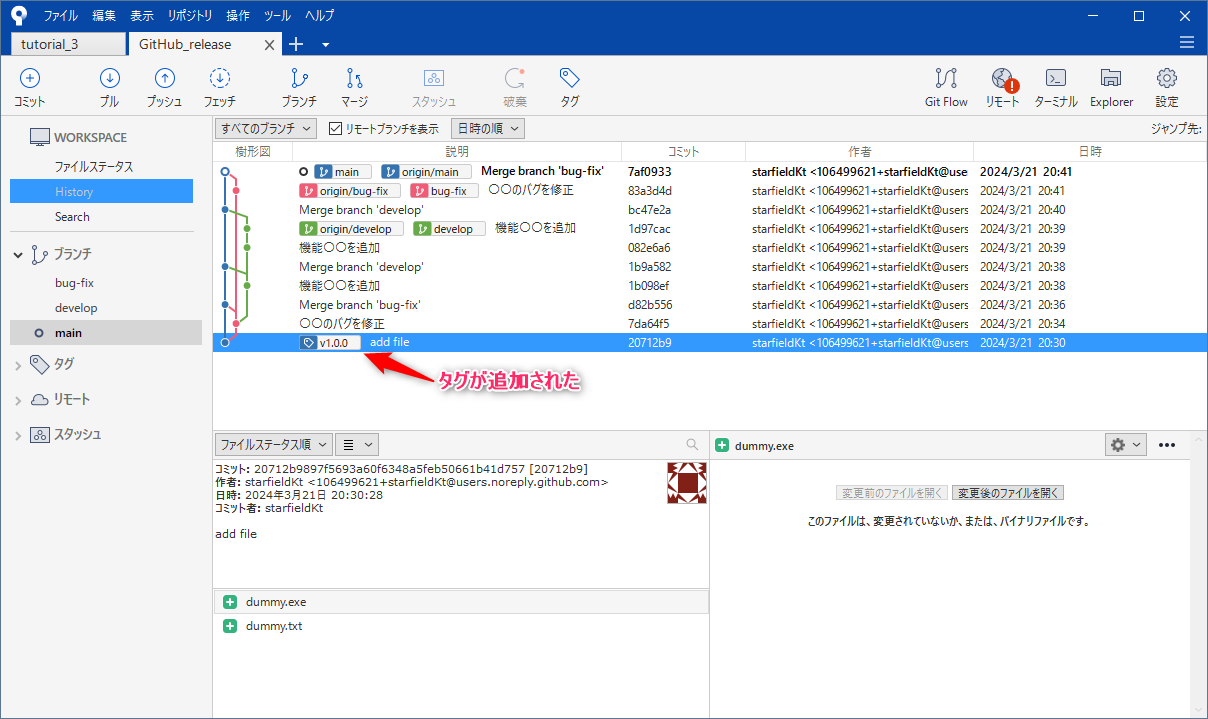 ファイル 編集 表示 リポジトリ 操作 ツール ヘルプ
tutorial_3 GitHub_release
コミット プル プッシュ フェッチ ブランチ マージ スタッシュ 破棄 タグ Git Flow リモート ターミナル Explorer 設定
WORKSPACE
ファイルステータス
History
Search
ブランチ
bug-fix
develop
main
タグ
リモート
スタッシュ
すべてのブランチ リモートブランチを表示 日時の順 ジャンプ先:
樹形図 説明 コミット 作者 日時
main origin/main Merge branch 'bug-fix' 7af0933 starfieldKt <106499621+starfieldKt@use 2024/3/21 20:41
origin/bug-fix bug-fix 〇〇のバグを修正 83a3d4d starfieldKt <106499621+starfieldKt@users 2024/3/21 20:41
Merge branch 'develop' bc47e2a starfieldKt <106499621+starfieldKt@users 2024/3/21 20:40
origin/develop develop 機能〇〇を追加 1d97cac starfieldKt <106499621+starfieldKt@users 2024/3/21 20:39
機能〇〇を追加 082e6a6 starfieldKt <106499621+starfieldKt@users 2024/3/21 20:39
Merge branch 'develop' 1b9a582 starfieldKt <106499621+starfieldKt@users 2024/3/21 20:38
機能〇〇を追加 1b098ef starfieldKt <106499621+starfieldKt@users 2024/3/21 20:38
Merge branch 'bug-fix' d82b556 starfieldKt <106499621+starfieldKt@users 2024/3/21 20:36
〇〇のバグを修正 7da64f5 starfieldKt <106499621+starfieldKt@users 2024/3/21 20:34
v1.0.0 add file 20712b9 starfieldKt <106499621+starfieldKt@users 2024/3/21 20:30
タグが追加された
ファイルステータス順
コミット: 20712b9897f5693a60f6348a5feb50661b41d757 [20712b9]
作者: starfieldKt <106499621+starfieldKt@users.noreply.github.com>
日時: 2024年3月21日 20:30:28
コミット者: starfieldKt
add file
dummy.exe
dummy.txt
dummy.exe
変更前のファイルを開く 変更後のファイルを開く
このファイルは、変更されていないか、または、バイナリファイルです。